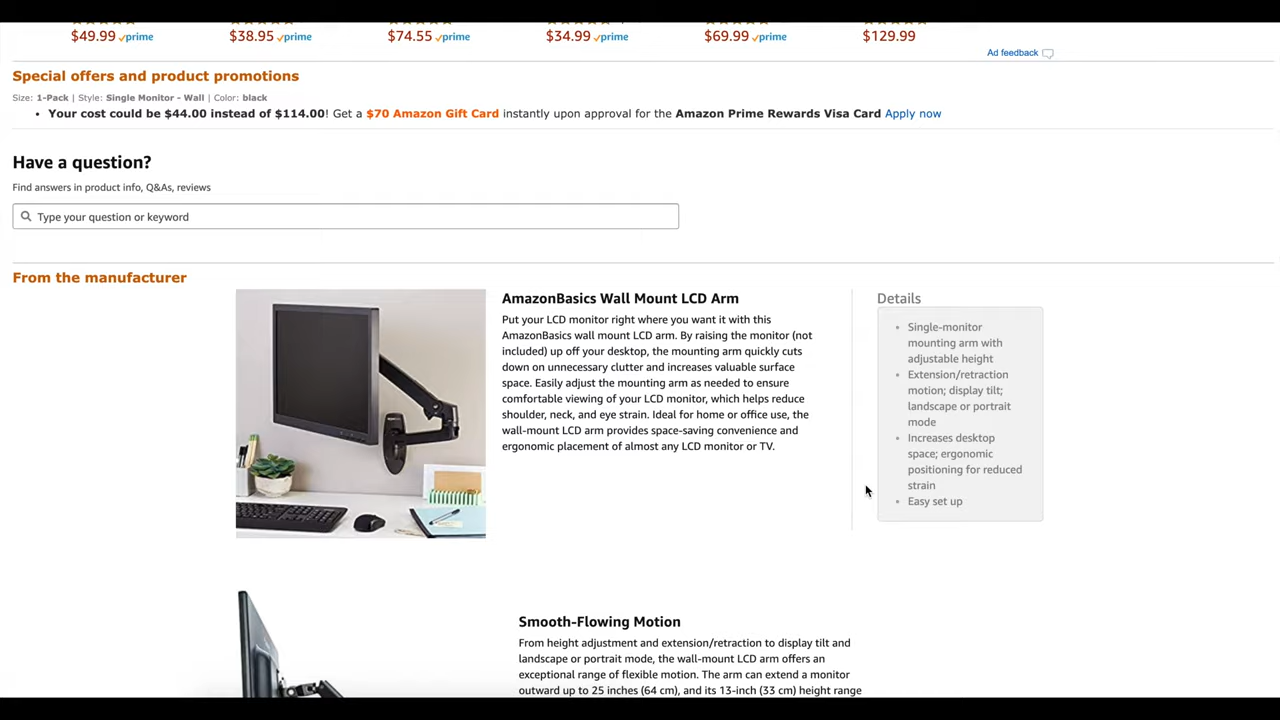 $49.99 prime $38.95 prime $74.55 prime $34.99 prime $69.99 prime $129.99
Ad feedback
Special offers and product promotions
Size: 1-Pack | Style: Single Monitor - Wall | Color: black
• Your cost could be $44.00 instead of $114.00! Get a $70 Amazon Gift Card instantly upon approval for the Amazon Prime Rewards Visa Card Apply now
Have a question?
Find answers in product info, Q&As, reviews
Type your question or keyword
From the manufacturer
AmazonBasics Wall Mount LCD Arm
Put your LCD monitor right where you want it with this
AmazonBasics wall mount LCD arm. By raising the monitor (not
included) up off your desktop, the mounting arm quickly cuts
down on unnecessary clutter and increases valuable surface
space. Easily adjust the mounting arm as needed to ensure
comfortable viewing of your LCD monitor, which helps reduce
shoulder, neck, and eye strain. Ideal for home or office use, the
wall-mount LCD arm provides space-saving convenience and
ergonomic placement of almost any LCD monitor or TV.
Details
• Single-monitor
mounting arm with
adjustable height
• Extension/retraction
motion; display tilt;
landscape or portrait
mode
• Increases desktop
space; ergonomic
positioning for reduced
strain
• Easy set up
Smooth-Flowing Motion
From height adjustment and extension/retraction to display tilt and
landscape or portrait mode, the wall-mount LCD arm offers an
exceptional range of flexible motion. The arm can extend a monitor
outward up to 25 inches (64 cm), and its 13-inch (33 cm) height range